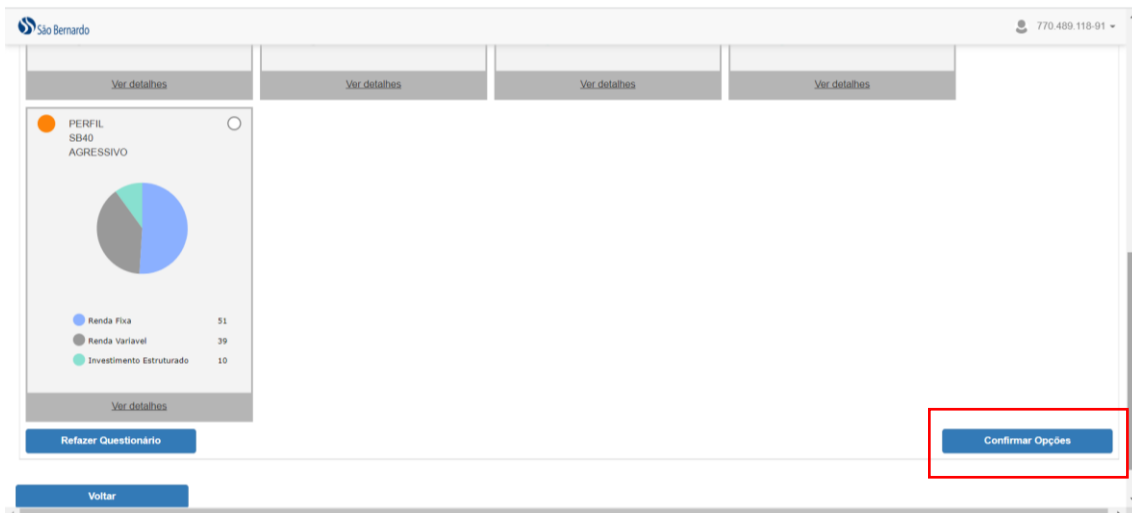 São Bernardo
770.489.118-91
Ver detalhes
Ver detalhes
Ver detalhes
Ver detalhes
PERFIL
SB40
AGRESSIVO
Renda Fixa 51
Renda Variavel 39
Investimento Estruturado 10
Ver detalhes
Refazer Questionário
Confirmar Opções
Voltar